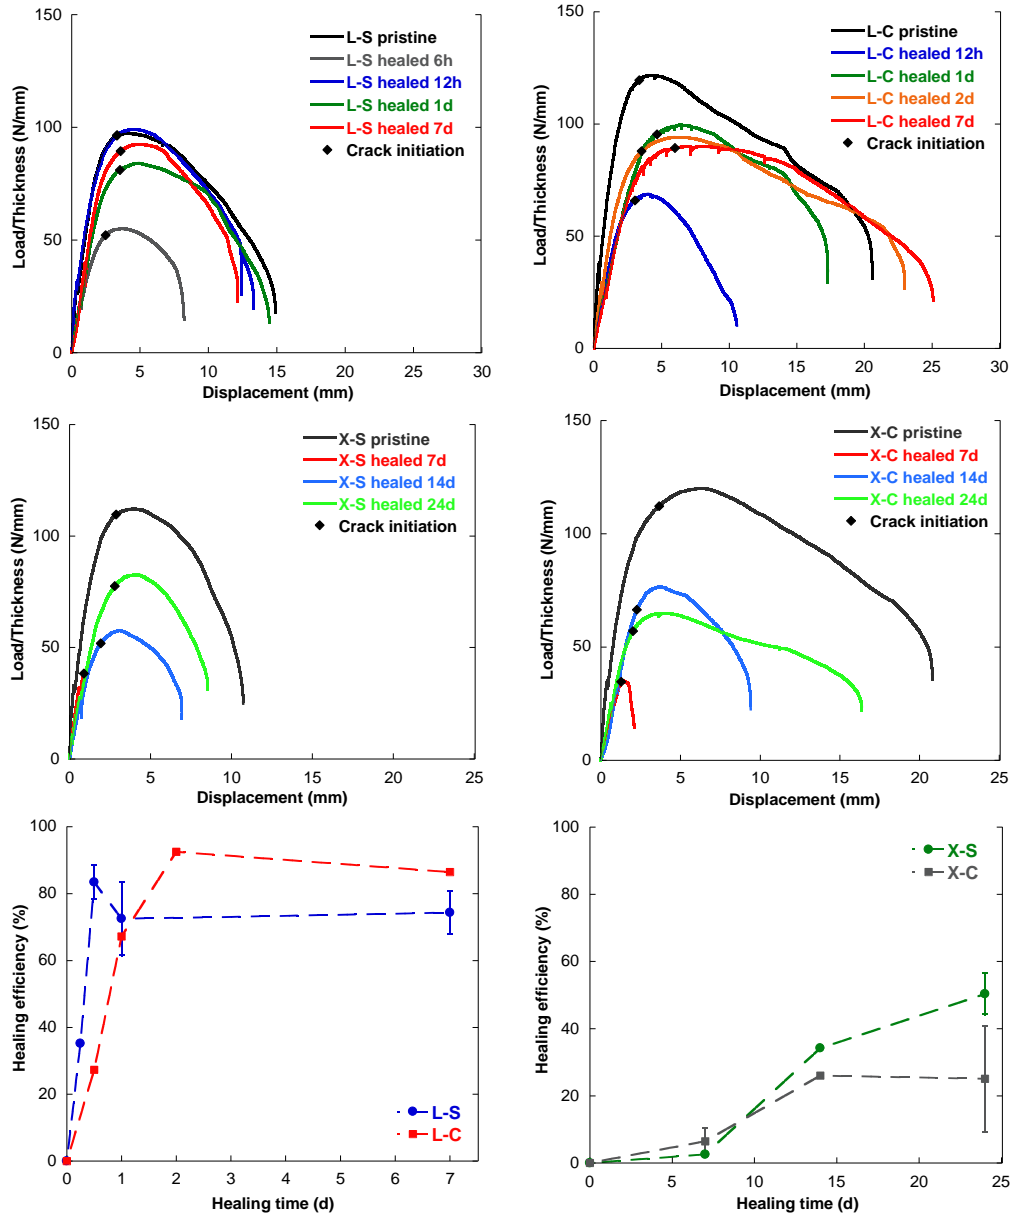 Load/Thickness (N/mm)
150
100
50
0
0 5 10 15 20 25 30
Displacement (mm)
L-S pristine
L-S healed 6h
L-S healed 12h
L-S healed 1d
L-S healed 7d
Crack initiation
Load/Thickness (N/mm)
150
100
50
0
0 5 10 15 20 25 30
Displacement (mm)
L-C pristine
L-C healed 12h
L-C healed 1d
L-C healed 2d
L-C healed 7d
Crack initiation
Load/Thickness (N/mm)
150
100
50
0
0 5 10 15 20 25
Displacement (mm)
X-S pristine
X-S healed 7d
X-S healed 14d
X-S healed 24d
Crack initiation
Load/Thickness (N/mm)
150
100
50
0
0 5 10 15 20 25
Displacement (mm)
X-C pristine
X-C healed 7d
X-C healed 14d
X-C healed 24d
Crack initiation
Healing efficiency (%)
100
80
60
40
20
0
0 1 2 3 4 5 6 7
Healing time (d)
L-S
L-C
Healing efficiency (%)
100
80
60
40
20
0
0 5 10 15 20 25
Healing time (d)
X-S
X-C